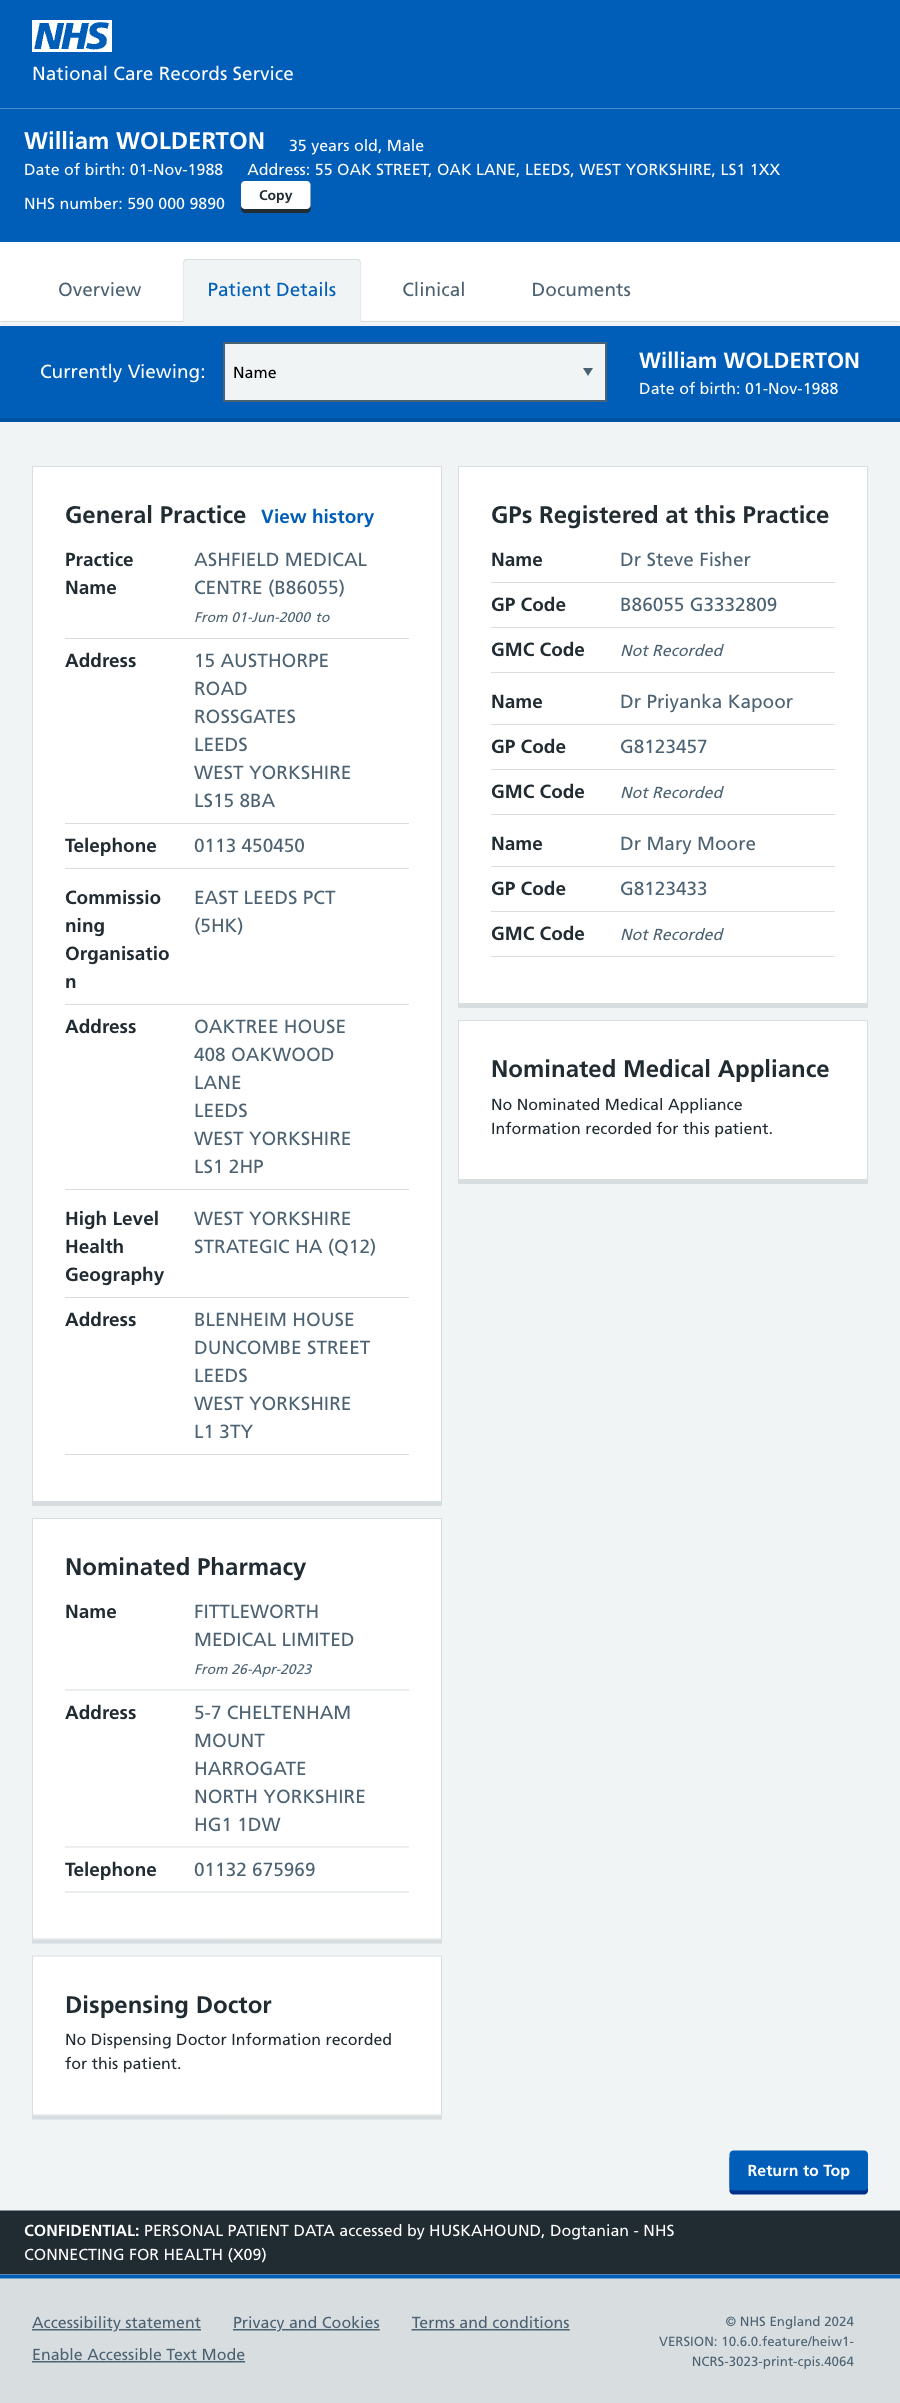 NHS
National Care Records Service
William WOLDERTON 35 years old, Male
Date of birth: 01-Nov-1988 Address: 55 OAK STREET, OAK LANE, LEEDS, WEST YORKSHIRE, LS1 1XX
NHS number: 590 000 9890 Copy
Overview Patient Details Clinical Documents
Currently Viewing: Name
William WOLDERTON
Date of birth: 01-Nov-1988
General Practice View history
Practice ASHFIELD MEDICAL
Name CENTRE (B86055)
From 01-Jun-2000 to
Address 15 AUSTHORPE
ROAD
ROSSGATES
LEEDS
WEST YORKSHIRE
LS15 8BA
Telephone 0113 450450
Commissio EAST LEEDS PCT
ning (5HK)
Organisatio
n
Address OAKTREE HOUSE
408 OAKWOOD
LANE
LEEDS
WEST YORKSHIRE
LS1 2HP
High Level WEST YORKSHIRE
Health STRATEGIC HA (Q12)
Geography
Address BLENHEIM HOUSE
DUNCOMBE STREET
LEEDS
WEST YORKSHIRE
L1 3TY
Nominated Pharmacy
Name FITTLEWORTH
MEDICAL LIMITED
From 26-Apr-2023
Address 5-7 CHELTENHAM
MOUNT
HARROGATE
NORTH YORKSHIRE
HG1 1DW
Telephone 01132 675969
Dispensing Doctor
No Dispensing Doctor Information recorded
for this patient.
GPs Registered at this Practice
Name Dr Steve Fisher
GP Code B86055 G3332809
GMC Code Not Recorded
Name Dr Priyanka Kapoor
GP Code G8123457
GMC Code Not Recorded
Name Dr Mary Moore
GP Code G8123433
GMC Code Not Recorded
Nominated Medical Appliance
No Nominated Medical Appliance
Information recorded for this patient.
Return to Top
CONFIDENTIAL: PERSONAL PATIENT DATA accessed by HUSKAHOUND, Dogtanian - NHS
CONNECTING FOR HEALTH (X09)
Accessibility statement Privacy and Cookies Terms and conditions
Enable Accessible Text Mode
© NHS England 2024
VERSION: 10.6.0.feature/heiw1-
NCRS-3023-print-cpis.4064